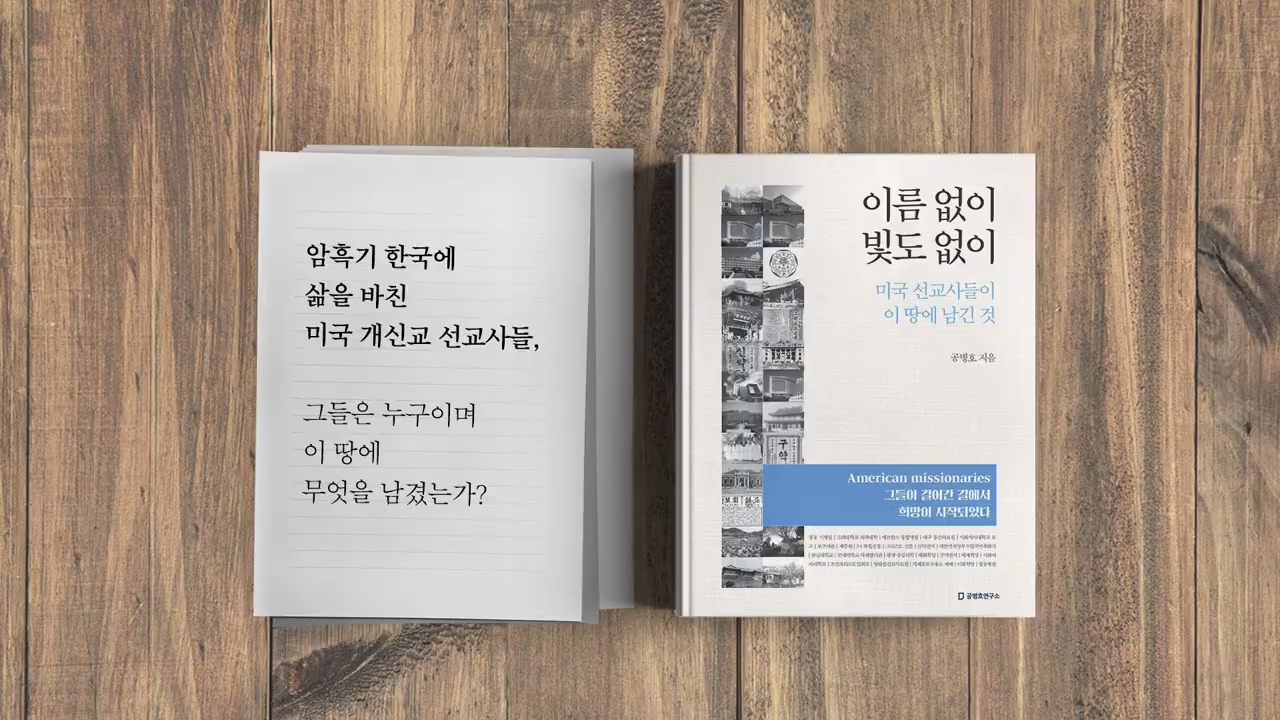 암흑기 한국에
삶을 바친
미국 개신교 선교사들,
그들은 누구이며
이 땅에
무엇을 남겼는가?
이름 없이
빛도 없이
미국 선교사들이
이 땅에 남긴 것
공병호 지음
구약
American missionaries
그들이 걸어간 길에서
희망이 시작되었다
공병호연구소